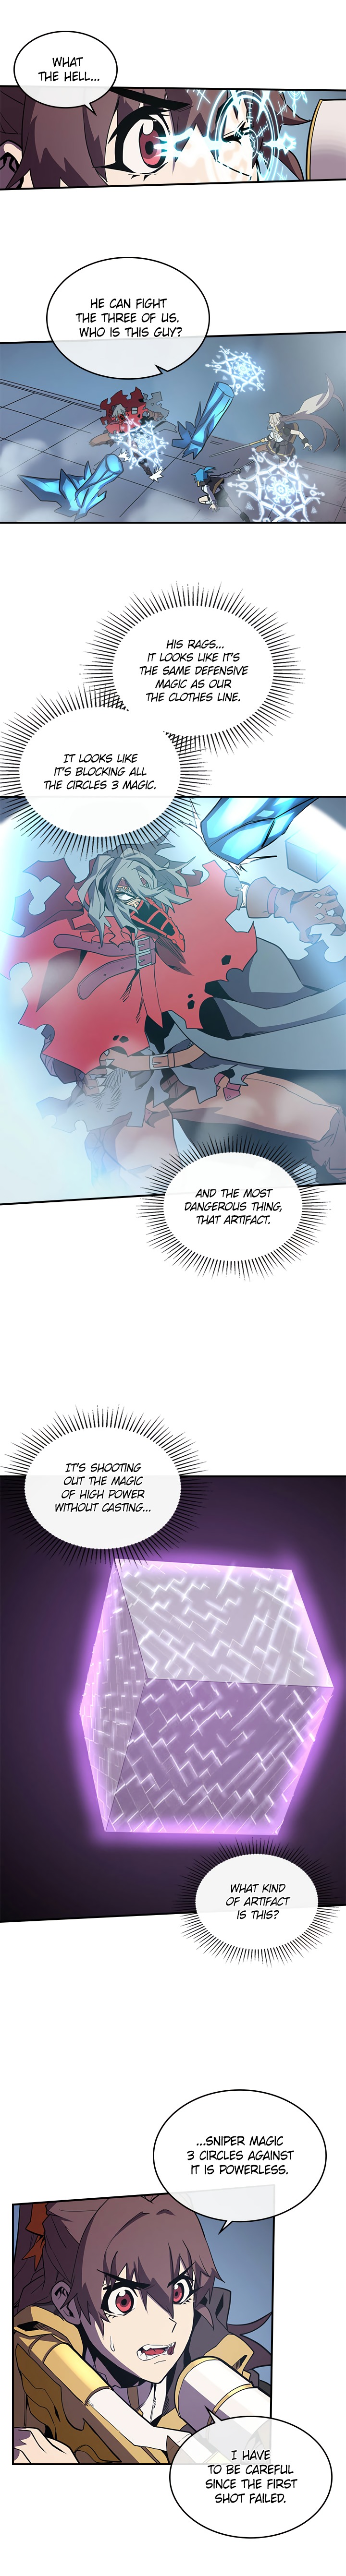 WHAT
THE HELL...
HE CAN FIGHT
THE THREE OF US.
WHO IS THIS GUY?
HIS RAGS...
IT LOOKS LIKE IT'S
THE SAME DEFENSIVE
MAGIC AS OUR
THE CLOTHES LINE.
IT LOOKS LIKE
IT'S BLOCKING ALL
THE CIRCLES 3 MAGIC.
AND THE MOST
DANGEROUS THING,
THAT ARTIFACT.
IT'S SHOOTING
OUT THE MAGIC
OF HIGH POWER
WITHOUT CASTING...
WHAT KIND
OF ARTIFACT
IS THIS?
...SNIPER MAGIC
3 CIRCLES AGAINST
IT IS POWERLESS.
I HAVE
TO BE CAREFUL
SINCE THE FIRST
SHOT FAILED.